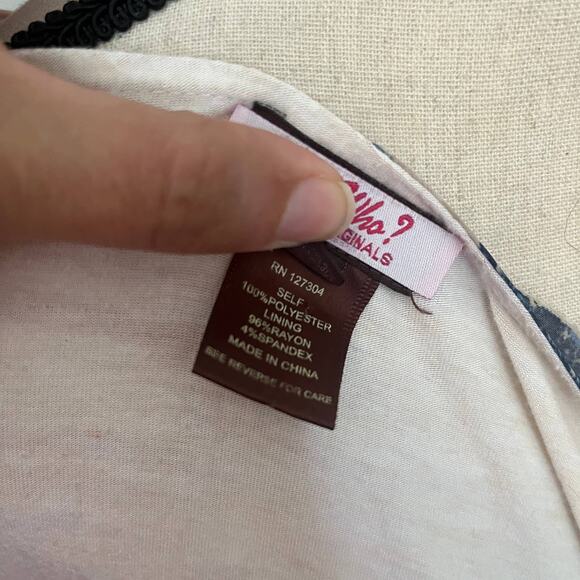 Who?
GINALS
RN 127304
SELF
100%POLYESTER
LINING
96%RAYON
4%SPANDEX
MADE IN CHINA
SEE REVERSE FOR CARE